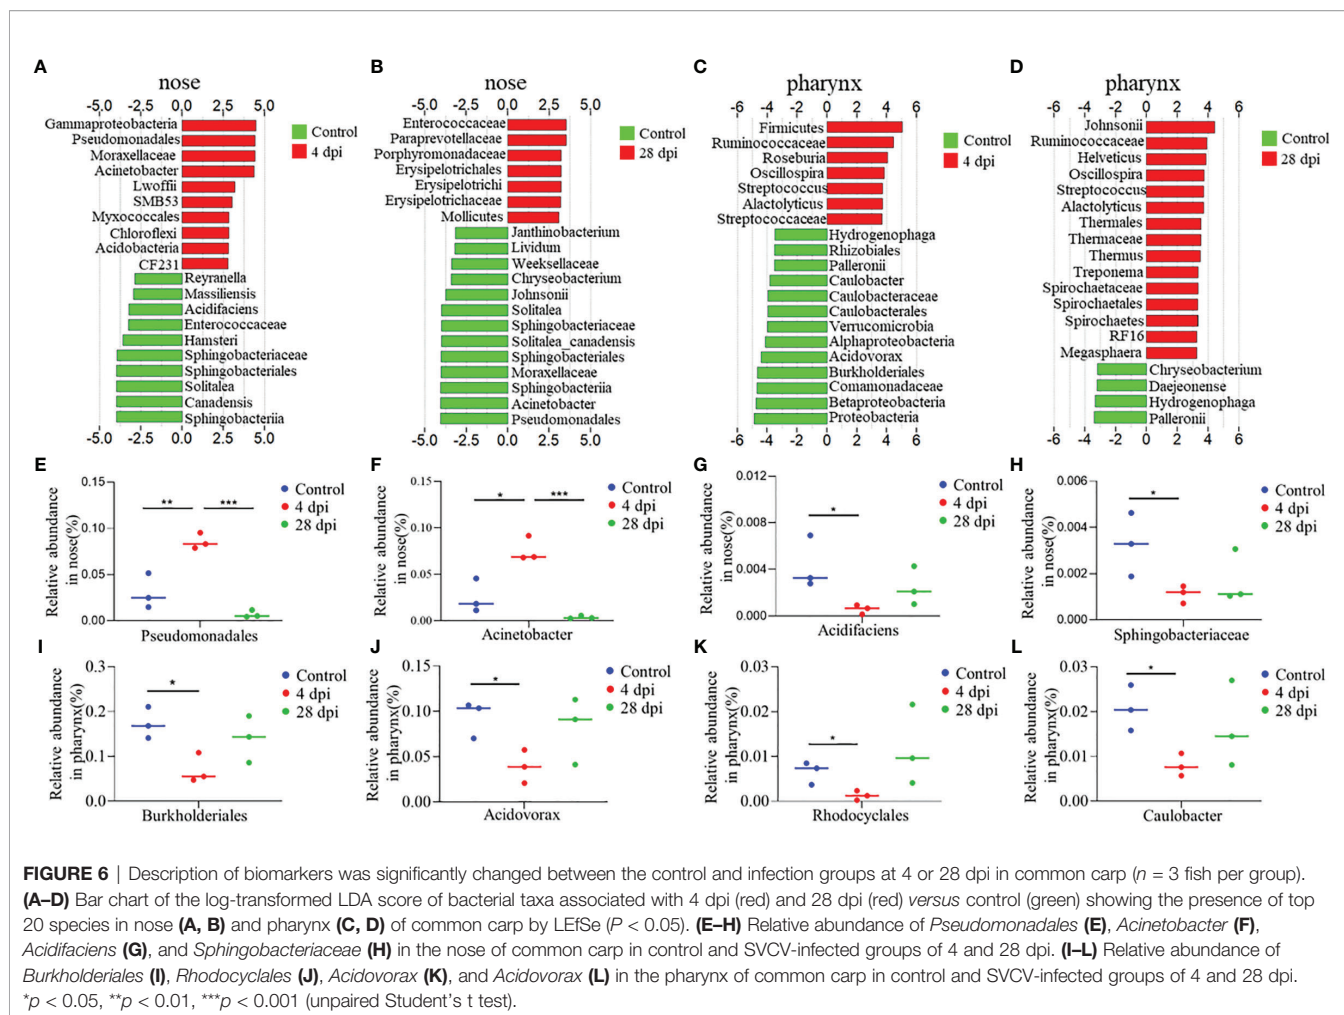 A
nose
-5.0 -2.5 0.0 2.5 5.0
Gammaproteobacteria
Pseudomonadales
Moraxellaceae
Acinetobacter
Lwoffii
SMB53
Myxococcales
Chloroflexi
Acidobacteria
CF231
Reyranella
Massiliensis
Acidifaciens
Enterococcaceae
Hamsteri
Sphingobacteriaceae
Sphingobacteriales
Solitalea
Canadensis
Sphingobacteriia
-5.0 -2.5 0.0 2.5 5.0
Control
4 dpi
B
nose
-5.0 -2.5 0.0 2.5 5.0
Enterococcaceae
Paraprevotellaceae
Porphyromonadaceae
Erysipelotrichales
Erysipelotrichi
Erysipelotrichaceae
Mollicutes
Janthinobacterium
Lividum
Weeksellaceae
Chryseobacterium
Johnsonii
Solitalea
Sphingobacteriaceae
Solitalea_canadensis
Sphingobacteriales
Moraxellaceae
Sphingobacteriia
Acinetobacter
Pseudomonadales
-5.0 -2.5 0.0 2.5 5.0
Control
28 dpi
C
pharynx
-6 -4 -2 0 2 4 6
Firmicutes
Ruminococcaceae
Roseburia
Oscillospira
Streptococcus
Alactolyticus
Streptococcaceae
Hydrogenophaga
Rhizobiales
Palleronii
Caulobacter
Caulobacteraceae
Caulobacterales
Verrucomicrobia
Alphaproteobacteria
Acidovorax
Burkholderiales
Comamonadaceae
Betaproteobacteria
Proteobacteria
-6 -4 -2 0 2 4 6
Control
4 dpi
D
pharynx
-6 -4 -2 0 2 4 6
Johnsonii
Ruminococcaceae
Helveticus
Oscillospira
Streptococcus
Alactolyticus
Thermales
Thermaceae
Thermus
Treponema
Spirochaetaceae
Spirochaetales
Spirochaetes
RF16
Megasphaera
Chryseobacterium
Daejeonense
Hydrogenophaga
Palleronii
-6 -4 -2 0 2 4 6
Control
28 dpi
E
Relative abundance
in nose(%)
0.15
0.10
0.05
0.00
** ***
Pseudomonadales
Control
4 dpi
28 dpi
F
Relative abundance
in nose(%)
0.15
0.10
0.05
0.00
* ***
Acinetobacter
Control
4 dpi
28 dpi
G
Relative abundance
in nose(%)
0.012
0.008
0.004
0.000
*
Acidifaciens
Control
4 dpi
28 dpi
H
Relative abundance
in nose(%)
0.006
0.004
0.002
0.000
*
Sphingobacteriaceae
Control
4 dpi
28 dpi
I
Relative abundance
in pharynx(%)
0.3
0.2
0.1
0.0
*
Burkholderiales
Control
4 dpi
28 dpi
J
Relative abundance
in pharynx(%)
0.15
0.10
0.05
0.00
*
Acidovorax
Control
4 dpi
28 dpi
K
Relative abundance
in pharynx(%)
0.03
0.02
0.01
0.00
*
Rhodocyclales
Control
4 dpi
28 dpi
L
Relative abundance
in pharynx(%)
0.03
0.02
0.01
0.00
*
Caulobacter
Control
4 dpi
28 dpi
FIGURE 6 | Description of biomarkers was significantly changed between the control and infection groups at 4 or 28 dpi in common carp (n = 3 fish per group).
(A–D) Bar chart of the log-transformed LDA score of bacterial taxa associated with 4 dpi (red) and 28 dpi (red) versus control (green) showing the presence of top
20 species in nose (A, B) and pharynx (C, D) of common carp by LEfSe (P < 0.05). (E–H) Relative abundance of Pseudomonadales (E), Acinetobacter (F),
Acidifaciens (G), and Sphingobacteriaceae (H) in the nose of common carp in control and SVCV-infected groups of 4 and 28 dpi. (I–L) Relative abundance of
Burkholderiales (I), Rhodocyclales (J), Acidovorax (K), and Acidovorax (L) in the pharynx of common carp in control and SVCV-infected groups of 4 and 28 dpi.
*p < 0.05, **p < 0.01, ***p < 0.001 (unpaired Student's t test).